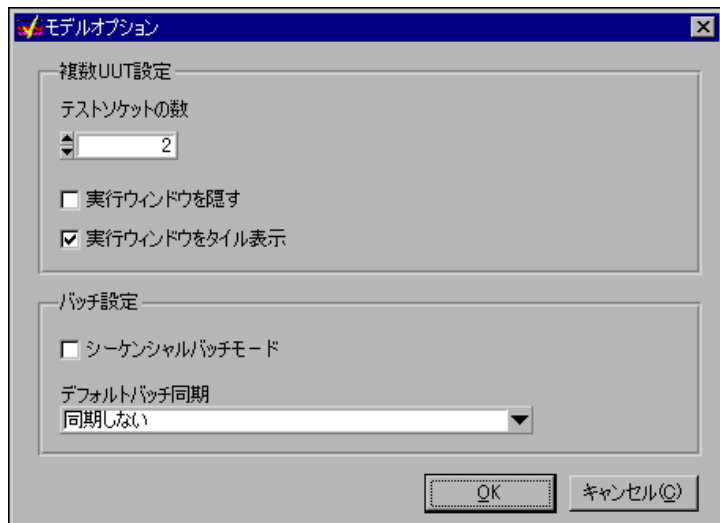 モデルオプション
複数UUT設定
テストソケットの数
2
実行ウィンドウを隠す
実行ウィンドウをタイル表示
バッチ設定
シーケンシャルバッチモード
デフォルトバッチ同期
同期しない
OK キャンセル(C)